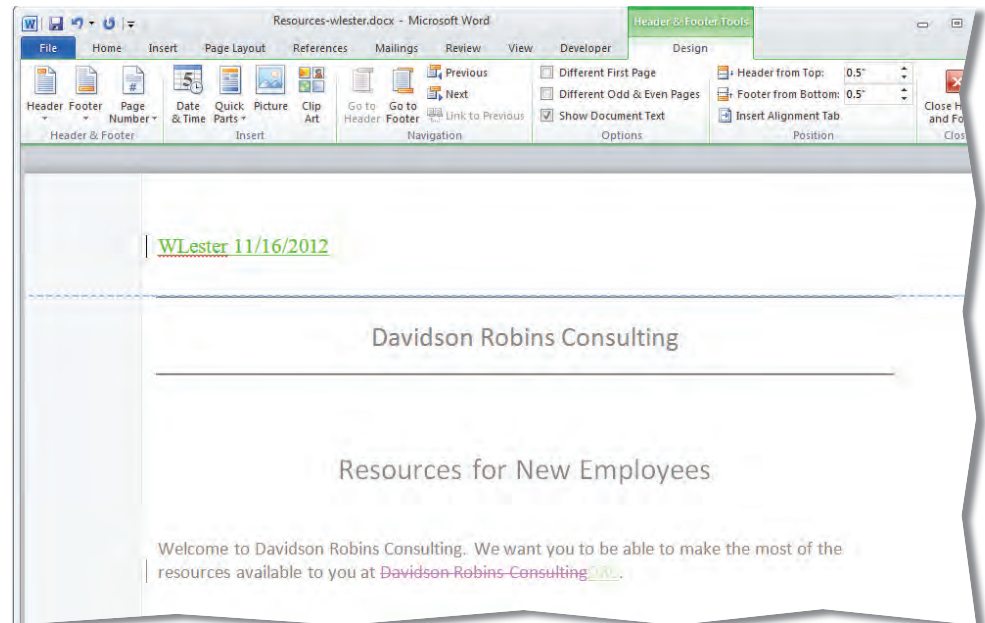 Resources-wlester.docx - Microsoft Word
Header & Footer Tools
File Home Insert Page Layout References Mailings Review View Developer Design
Header Footer Page Number
Date & Time Quick Parts Picture Clip Art
Go to Header Go to Footer
Previous
Next
Link to Previous
Different First Page
Different Odd & Even Pages
Show Document Text
Header from Top: 0.5"
Footer from Bottom: 0.5"
Insert Alignment Tab
Close H
and Fo
Header & Footer Insert Navigation Options Position Clos
WLester 11/16/2012
Davidson Robins Consulting
Resources for New Employees
Welcome to Davidson Robins Consulting. We want you to be able to make the most of the
resources available to you at Davidson Robins Consulting .